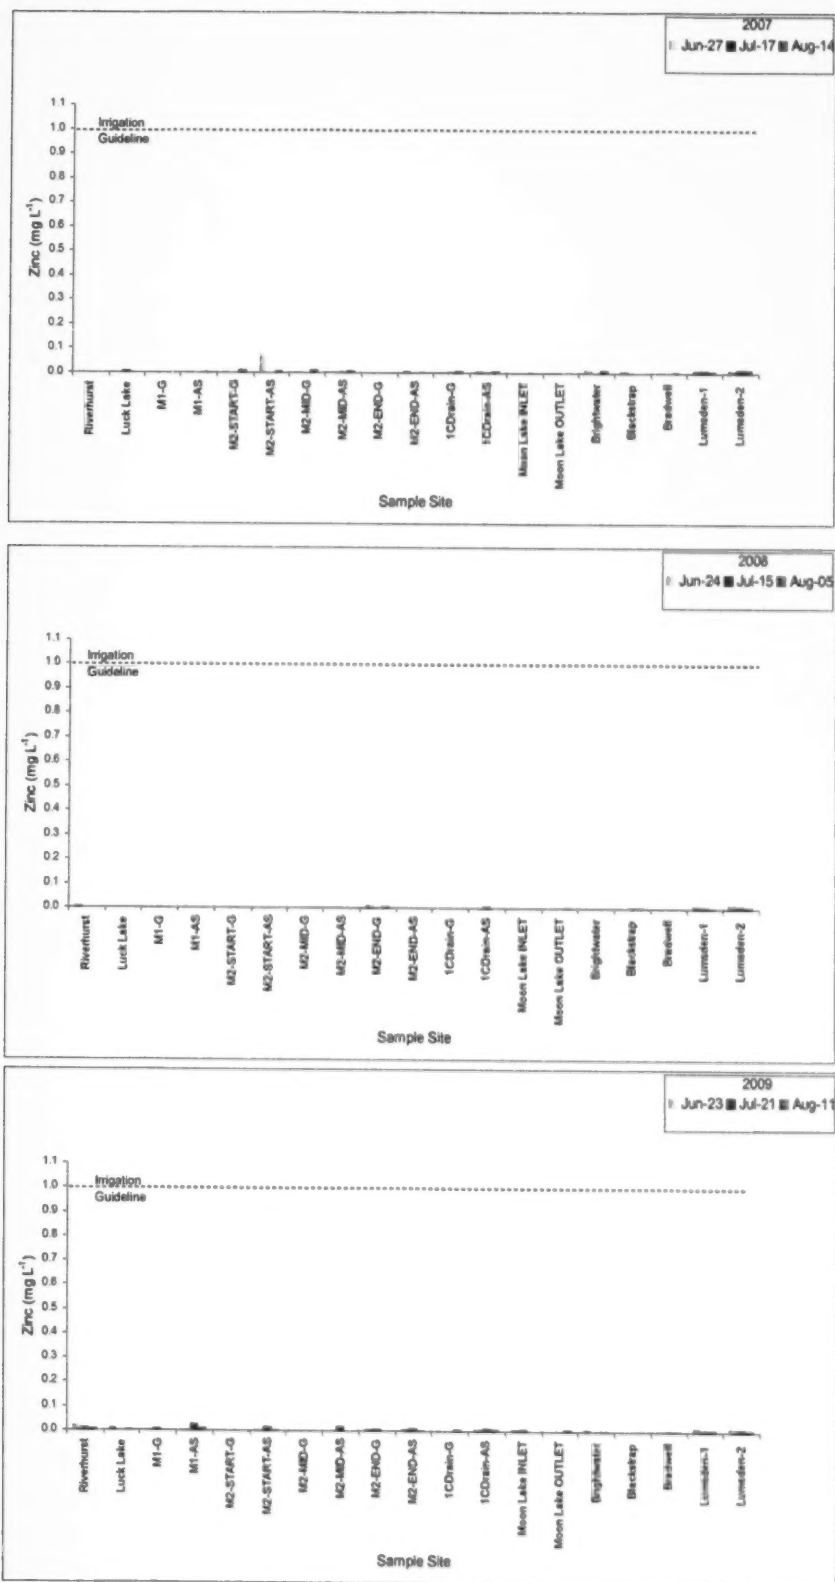 2007
Jun-27 Jul-17 Aug-14
1.1
1.0
0.9
0.8
0.7
0.6
0.5
0.4
0.3
0.2
0.1
0.0
Irrigation
Guideline
Zinc (mg L⁻¹)
Riverhurst
Luck Lake
M1-G
M1-AS
M2-START-G
M2-START-AS
M2-MID-G
M2-MID-AS
M2-END-G
M2-END-AS
1CDrain-G
1CDrain-AS
Moon Lake INLET
Moon Lake OUTLET
Brightwater
Blackstrap
Bradwell
Lumsden-1
Lumsden-2
Sample Site
2008
Jun-24 Jul-15 Aug-05
1.1
1.0
0.9
0.8
0.7
0.6
0.5
0.4
0.3
0.2
0.1
0.0
Irrigation
Guideline
Zinc (mg L⁻¹)
Riverhurst
Luck Lake
M1-G
M1-AS
M2-START-G
M2-START-AS
M2-MID-G
M2-MID-AS
M2-END-G
M2-END-AS
1CDrain-G
1CDrain-AS
Moon Lake INLET
Moon Lake OUTLET
Brightwater
Blackstrap
Bradwell
Lumsden-1
Lumsden-2
Sample Site
2009
Jun-23 Jul-21 Aug-11
1.1
1.0
0.9
0.8
0.7
0.6
0.5
0.4
0.3
0.2
0.1
0.0
Irrigation
Guideline
Zinc (mg L⁻¹)
Riverhurst
Luck Lake
M1-G
M1-AS
M2-START-G
M2-START-AS
M2-MID-G
M2-MID-AS
M2-END-G
M2-END-AS
1CDrain-G
1CDrain-AS
Moon Lake INLET
Moon Lake OUTLET
Brightwater
Blackstrap
Bradwell
Lumsden-1
Lumsden-2
Sample Site